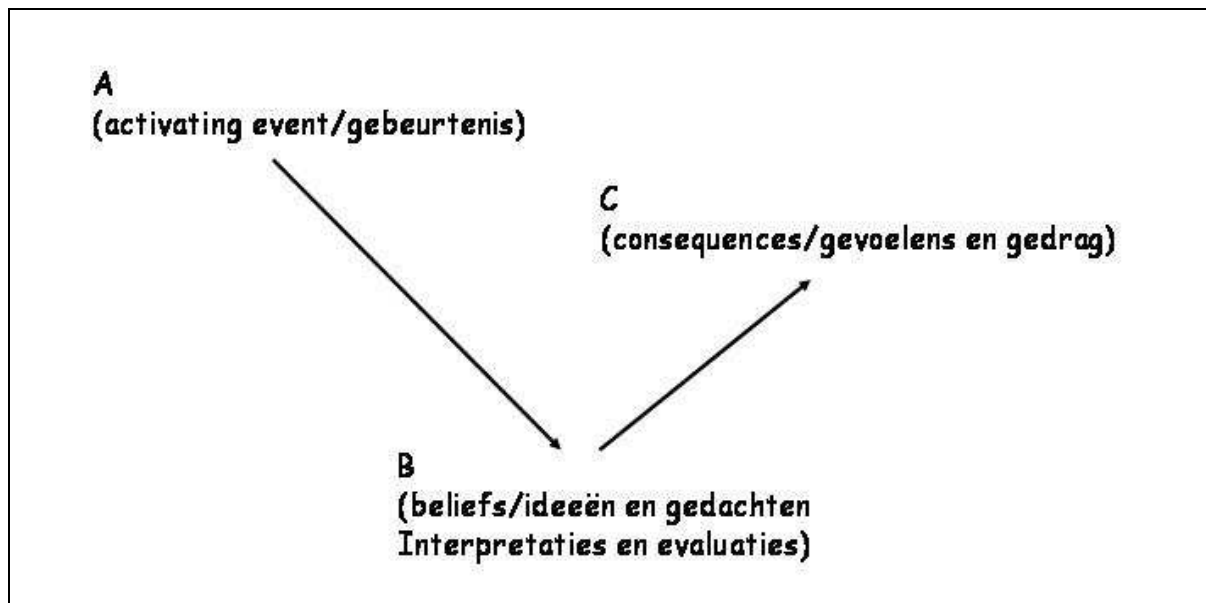 A
(activating event/gebeurtenis)
C
(consequences/gevoelens en gedrag)
B
(beliefs/ideeën en gedachten
Interpretaties en evaluaties)